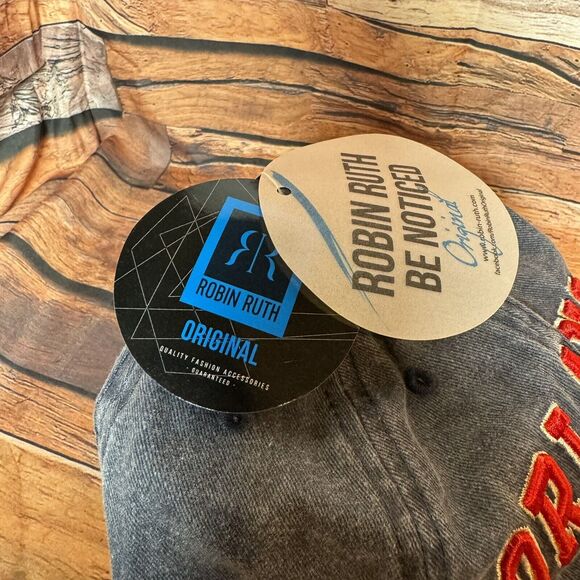 RR
ROBIN RUTH
ORIGINAL
QUALITY FASHION ACCESSORIES
- GUARANTEED -
ROBIN RUTH
BE NOTICED
Original
www.robin-ruth.com
facebook.com/RobinRuthOriginal
ORI